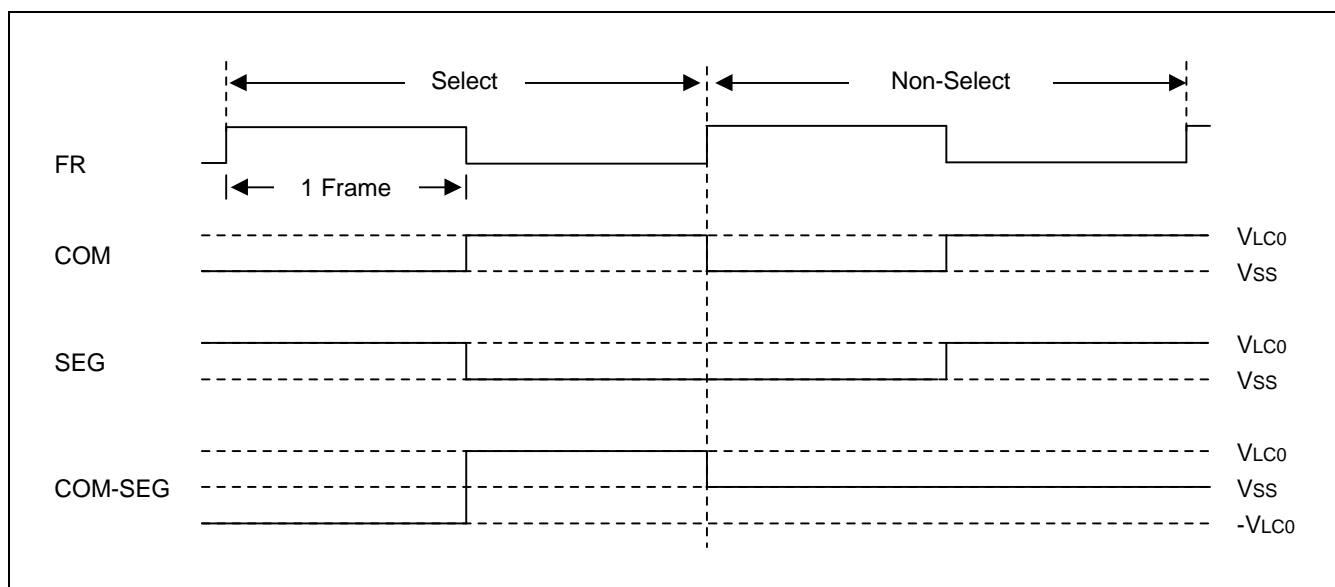 Select Non-Select
FR
1 Frame
COM
VLC0
VSS
SEG
VLC0
VSS
COM-SEG
VLC0
VSS
-VLC0